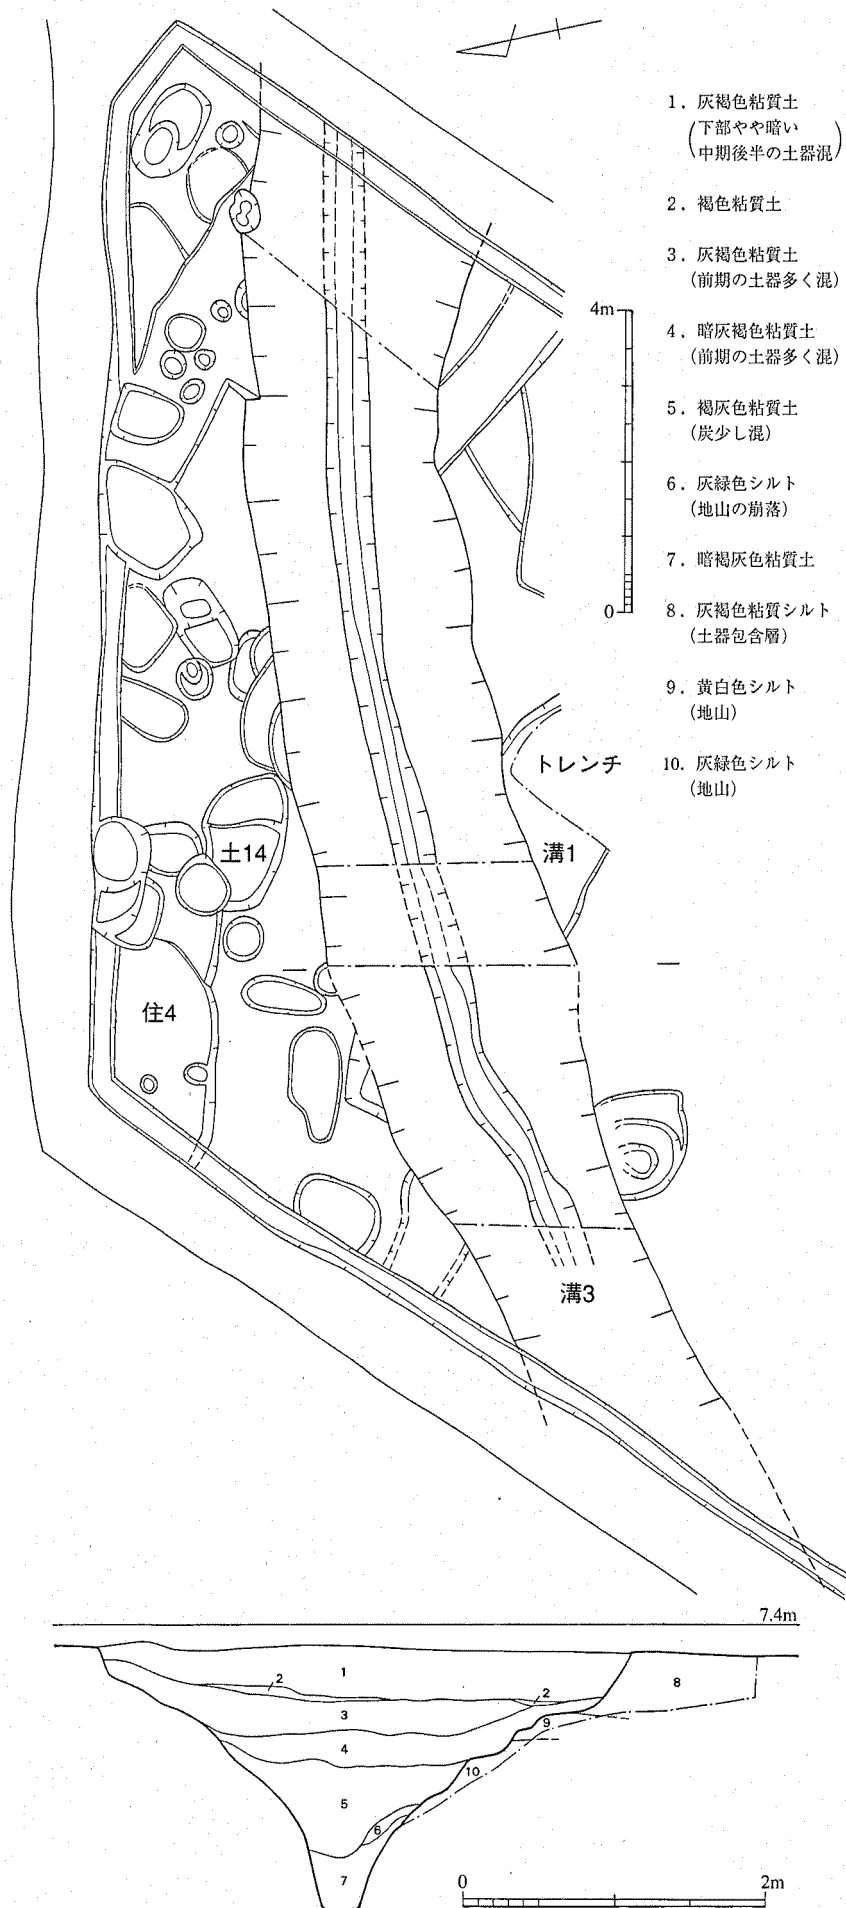 1．灰褐色粘質土
(下部やや暗い
中期後半の土器混)
2．褐色粘質土
3．灰褐色粘質土
(前期の土器多く混)
4．暗灰褐色粘質土
(前期の土器多く混)
5．褐灰色粘質土
(炭少し混)
6．灰緑色シルト
(地山の崩落)
7．暗褐灰色粘質土
8．灰褐色粘質シルト
(土器包含層)
9．黄白色シルト
(地山)
10．灰緑色シルト
(地山)
4m
0
トレンチ
土14
溝1
住4
溝3
7.4m
1
2
2
8
3
9
4
10
5
6
7
0
2m